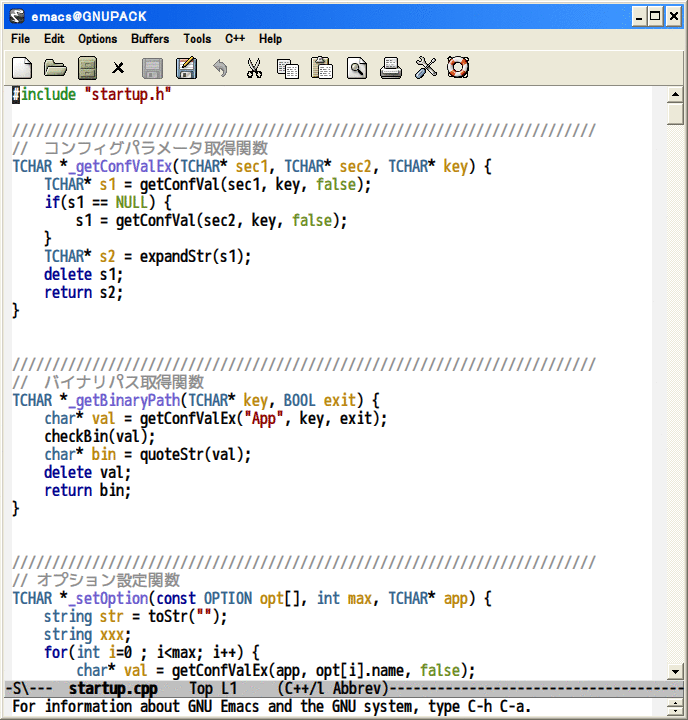 emacs@GNUPACK
File Edit Options Buffers Tools C++ Help
#include "startup.h"
/////////////////////////////////////////////////////////////////////////
//　コンフィグパラメータ取得関数
TCHAR *_getConfValEx(TCHAR* sec1, TCHAR* sec2, TCHAR* key) {
    TCHAR* s1 = getConfVal(sec1, key, false);
    if(s1 == NULL) {
        s1 = getConfVal(sec2, key, false);
    }
    TCHAR* s2 = expandStr(s1);
    delete s1;
    return s2;
}
/////////////////////////////////////////////////////////////////////////
//　バイナリパス取得関数
TCHAR *_getBinaryPath(TCHAR* key, BOOL exit) {
    char* val = getConfValEx("App", key, exit);
    checkBin(val);
    char* bin = quoteStr(val);
    delete val;
    return bin;
}
/////////////////////////////////////////////////////////////////////////
// オプション設定関数
TCHAR *_setOption(const OPTION opt[], int max, TCHAR* app) {
    string str = toStr("");
    string xxx;
    for(int i=0 ; i<max; i++) {
        char* val = getConfValEx(app, opt[i].name, false);
-S\---  startup.cpp    Top L1     (C++/l Abbrev)-------------------------------------
For information about GNU Emacs and the GNU system, type C-h C-a.